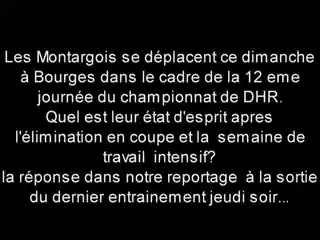 Les Montargois se déplacent ce dimanche
à Bourges dans le cadre de la 12 eme
journée du championnat de DHR.
Quel est leur état d'esprit apres
l'élimination en coupe et la  semaine de
travail  intensif?
la réponse dans notre reportage  à la sortie
du dernier entrainement jeudi soir...